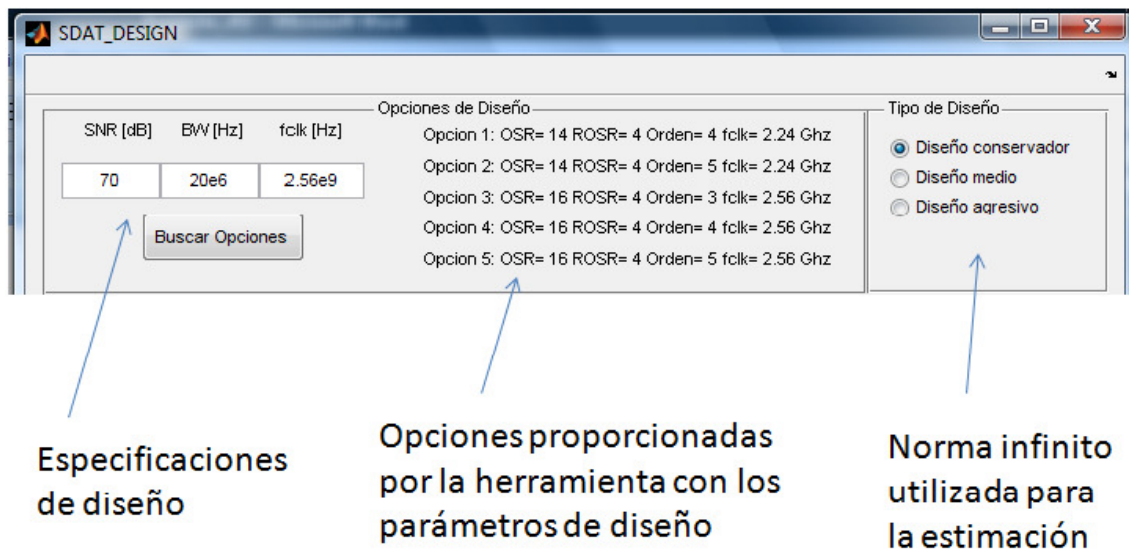 SDAT_DESIGN
Opciones de Diseño
SNR [dB] BW [Hz] fclk [Hz]
70 20e6 2.56e9
Buscar Opciones
Opcion 1: OSR= 14 ROSR= 4 Orden= 4 fclk= 2.24 Ghz
Opcion 2: OSR= 14 ROSR= 4 Orden= 5 fclk= 2.24 Ghz
Opcion 3: OSR= 16 ROSR= 4 Orden= 3 fclk= 2.56 Ghz
Opcion 4: OSR= 16 ROSR= 4 Orden= 4 fclk= 2.56 Ghz
Opcion 5: OSR= 16 ROSR= 4 Orden= 5 fclk= 2.56 Ghz
Tipo de Diseño
Diseño conservador
Diseño medio
Diseño agresivo
Especificaciones
de diseño
Opciones proporcionadas
por la herramienta con los
parámetros de diseño
Norma infinito
utilizada para
la estimación